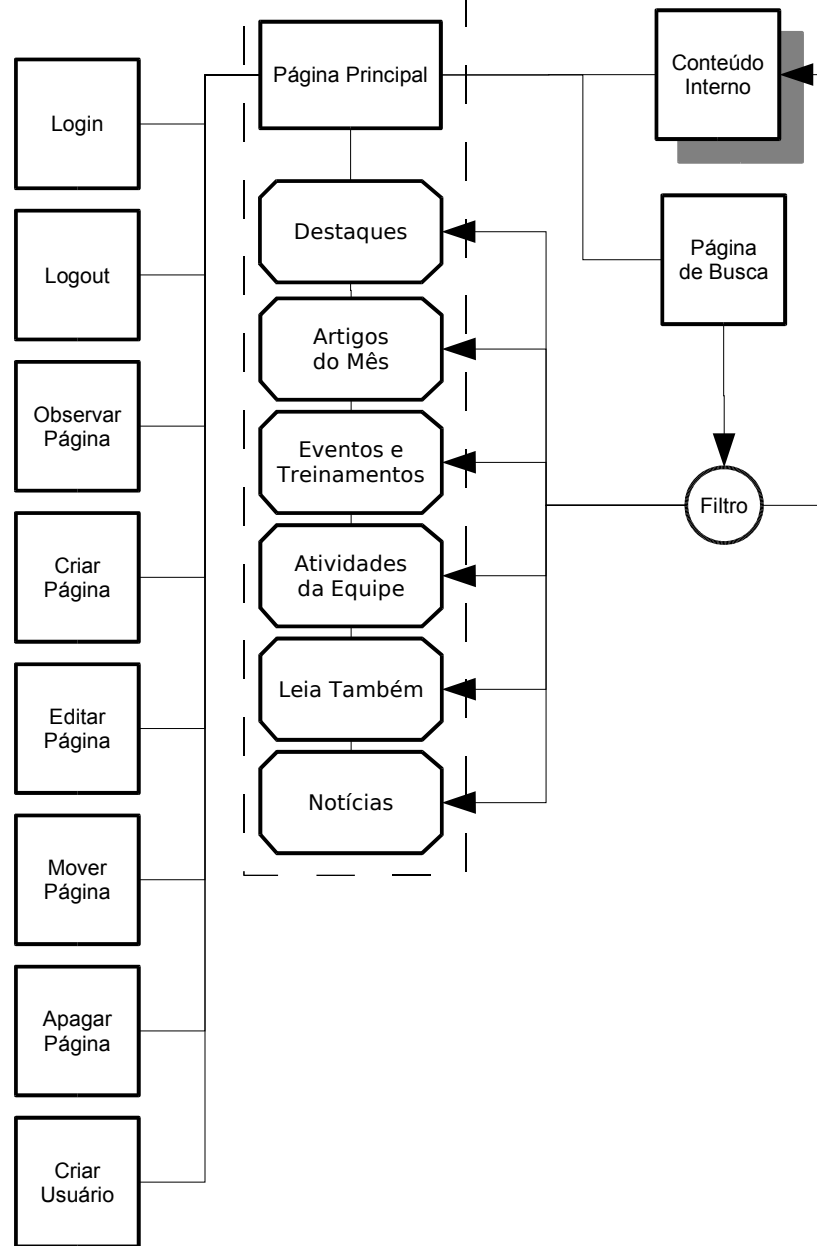 Login
Logout
Observar
Página
Criar
Página
Editar
Página
Mover
Página
Apagar
Página
Criar
Usuário
Página Principal
Destaques
Artigos
do Mês
Eventos e
Treinamentos
Atividades
da Equipe
Leia Também
Notícias
Conteúdo
Interno
Página
de Busca
Filtro